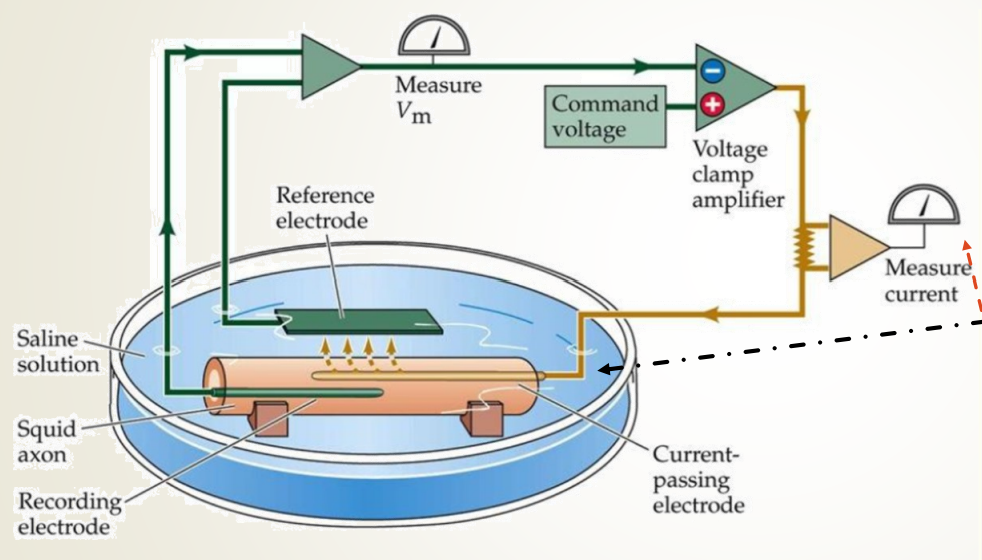 Measure
Vm
Command
voltage
−
+
Voltage
clamp
amplifier
Reference
electrode
Measure
current
Saline
solution
Squid
axon
Recording
electrode
Current-
passing
electrode